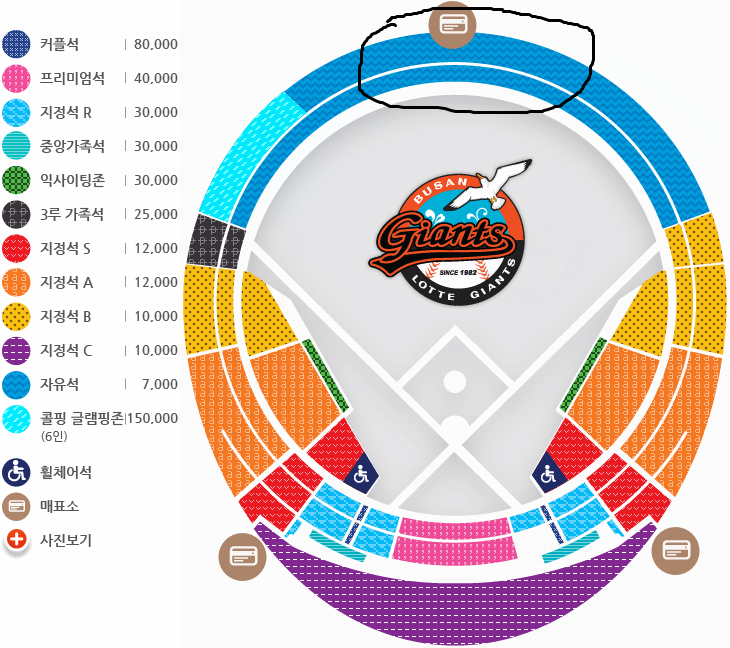 커플석 80,000
프리미엄석 40,000
지정석 R 30,000
중앙가족석 30,000
익사이팅존 30,000
3루 가족석 25,000
지정석 S 12,000
지정석 A 12,000
지정석 B 10,000
지정석 C 10,000
자유석 7,000
콜핑 글램핑존 150,000
(6인)
휠체어석
매표소
사진보기
BUSAN
Giants
SINCE 1982
LOTTE GIANTS